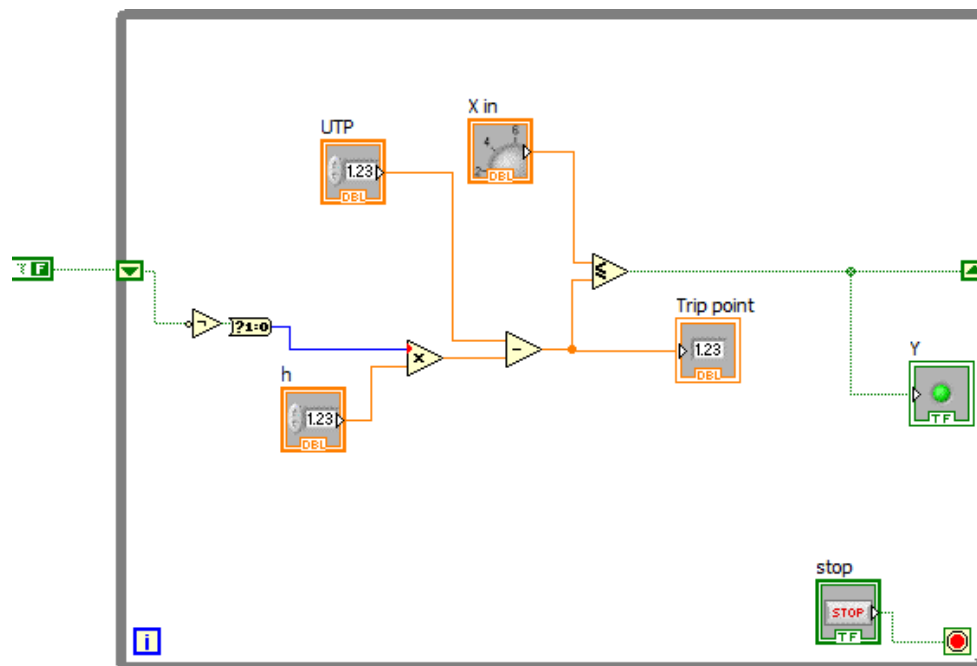 X in
4
6
2
DBL
UTP
1.23
DBL
F
?1:0
Trip point
1.23
DBL
h
1.23
DBL
Y
TF
stop
STOP
TF
i